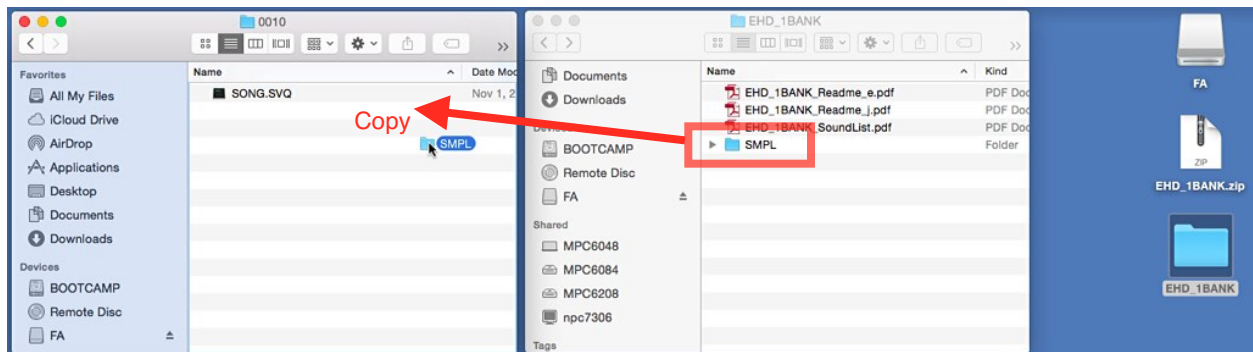 0010
Favorites
All My Files
iCloud Drive
AirDrop
Applications
Desktop
Documents
Downloads
Devices
BOOTCAMP
Remote Disc
FA
Name
Date Mod
SONG.SVQ
Nov 1, 2
Copy
SMPL
EHD_1BANK
Documents
Downloads
Devices
BOOTCAMP
Remote Disc
FA
Shared
MPC6048
MPC6084
MPC6208
npc7306
Tags
Name
Kind
EHD_1BANK_Readme_e.pdf
PDF Doc
EHD_1BANK_Readme_j.pdf
PDF Doc
EHD_1BANK_SoundList.pdf
PDF Doc
SMPL
Folder
FA
ZIP
EHD_1BANK.zip
EHD_1BANK